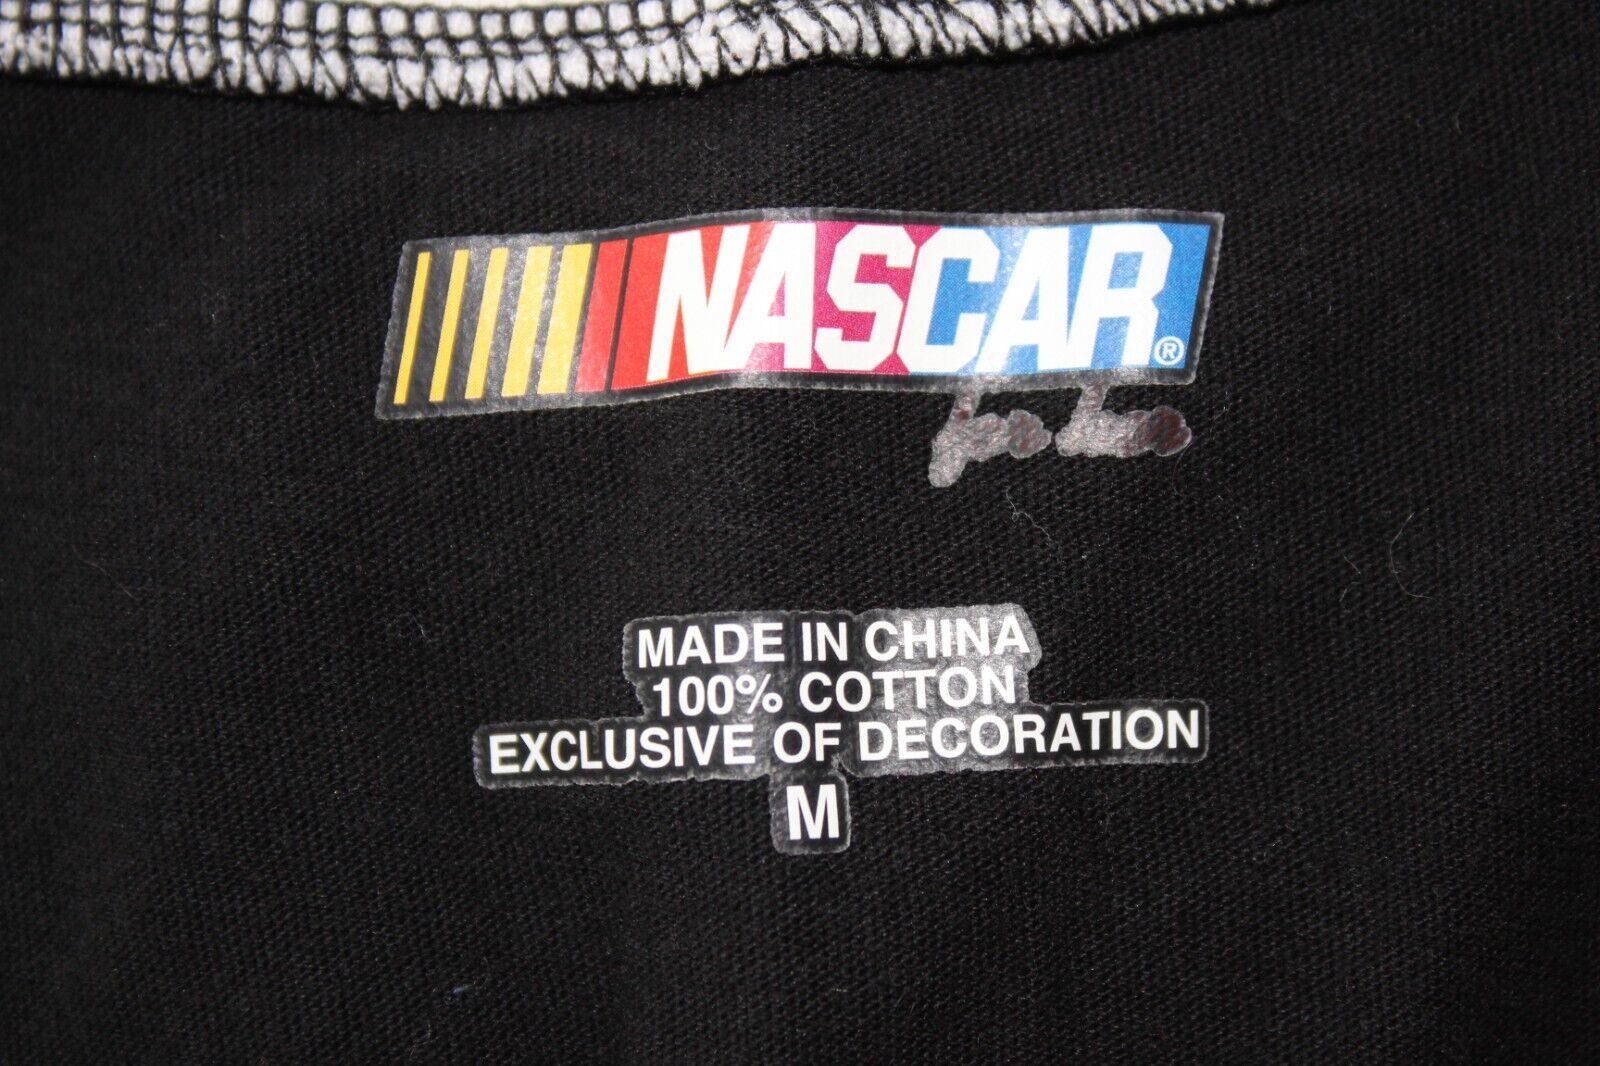 NASCAR®
MADE IN CHINA
100% COTTON
EXCLUSIVE OF DECORATION
M